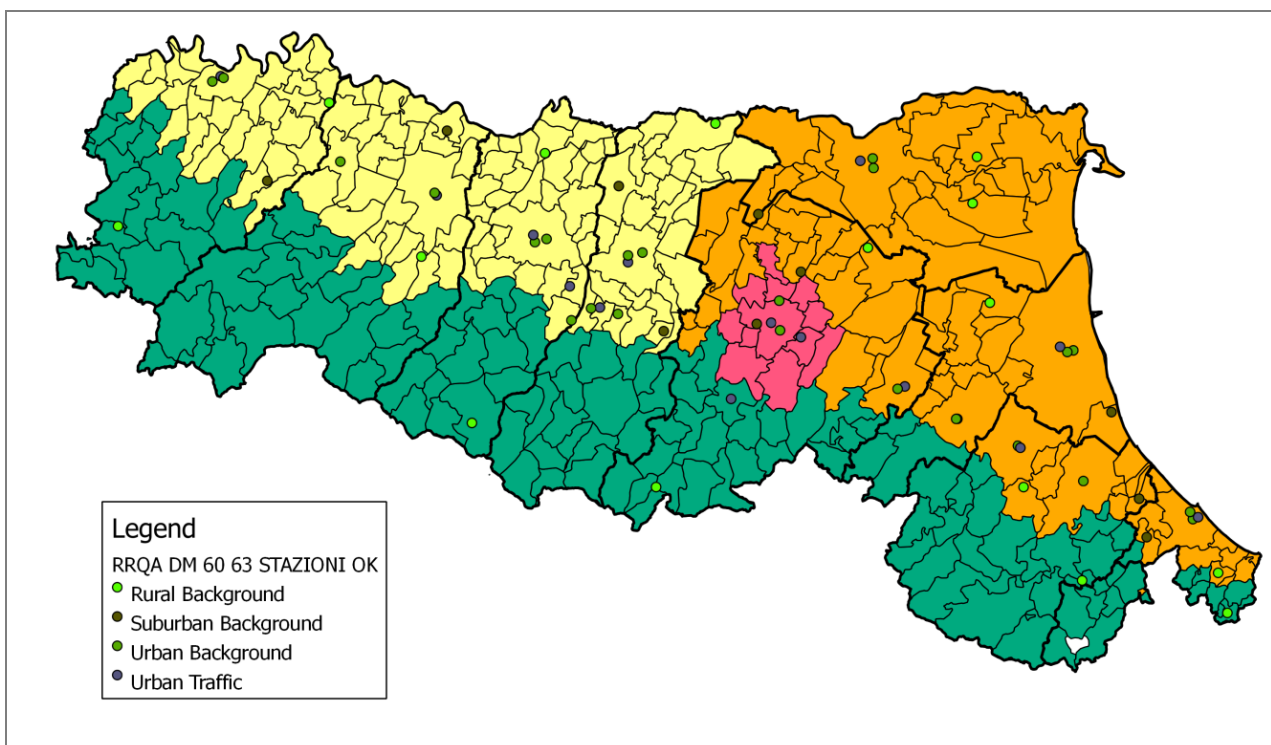 Legend
RRQA DM 60 63 STAZIONI OK
Rural Background
Suburban Background
Urban Background
Urban Traffic